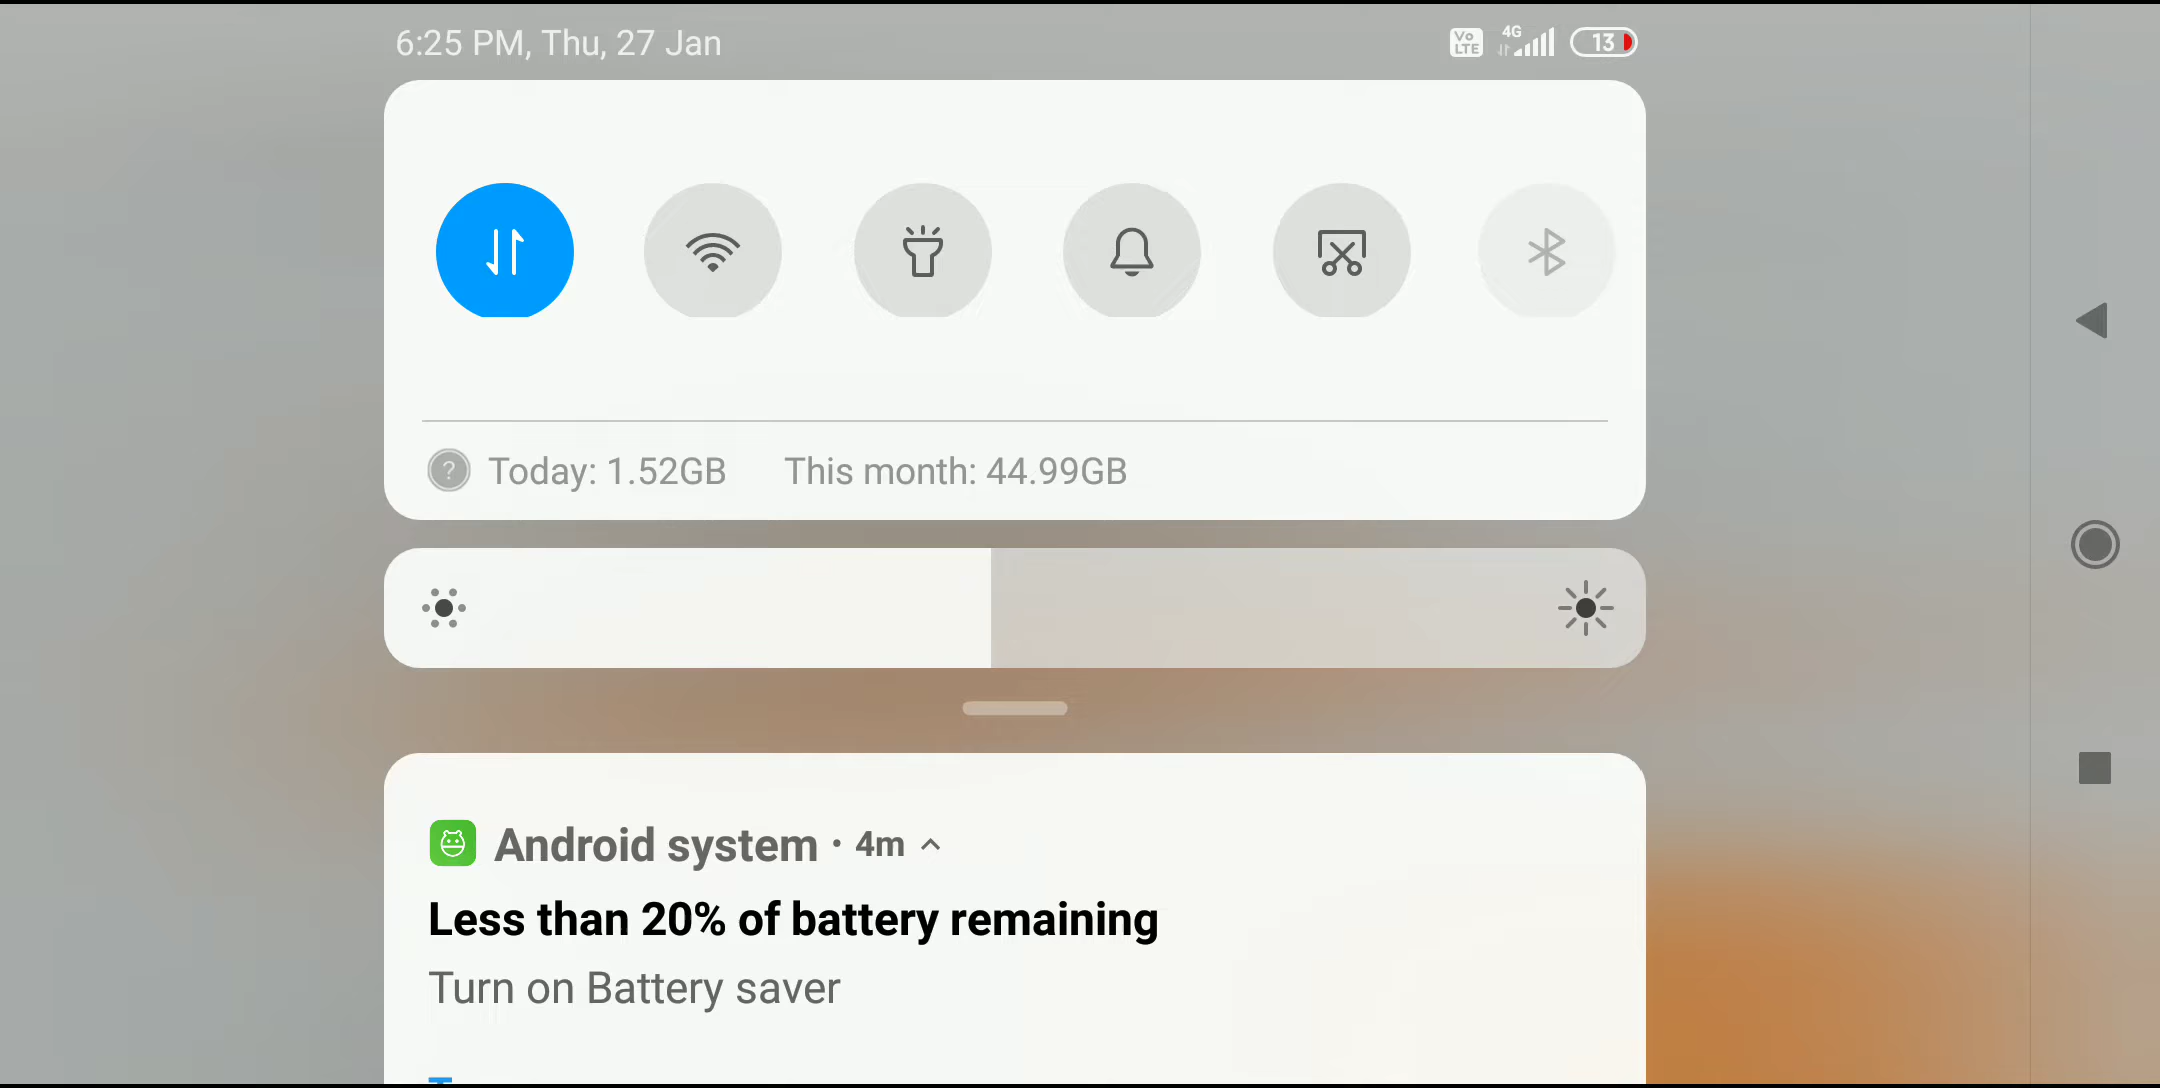 6:25 PM, Thu, 27 Jan
Vo LTE 4G 13
Today: 1.52GB This month: 44.99GB
Android system • 4m
Less than 20% of battery remaining
Turn on Battery saver